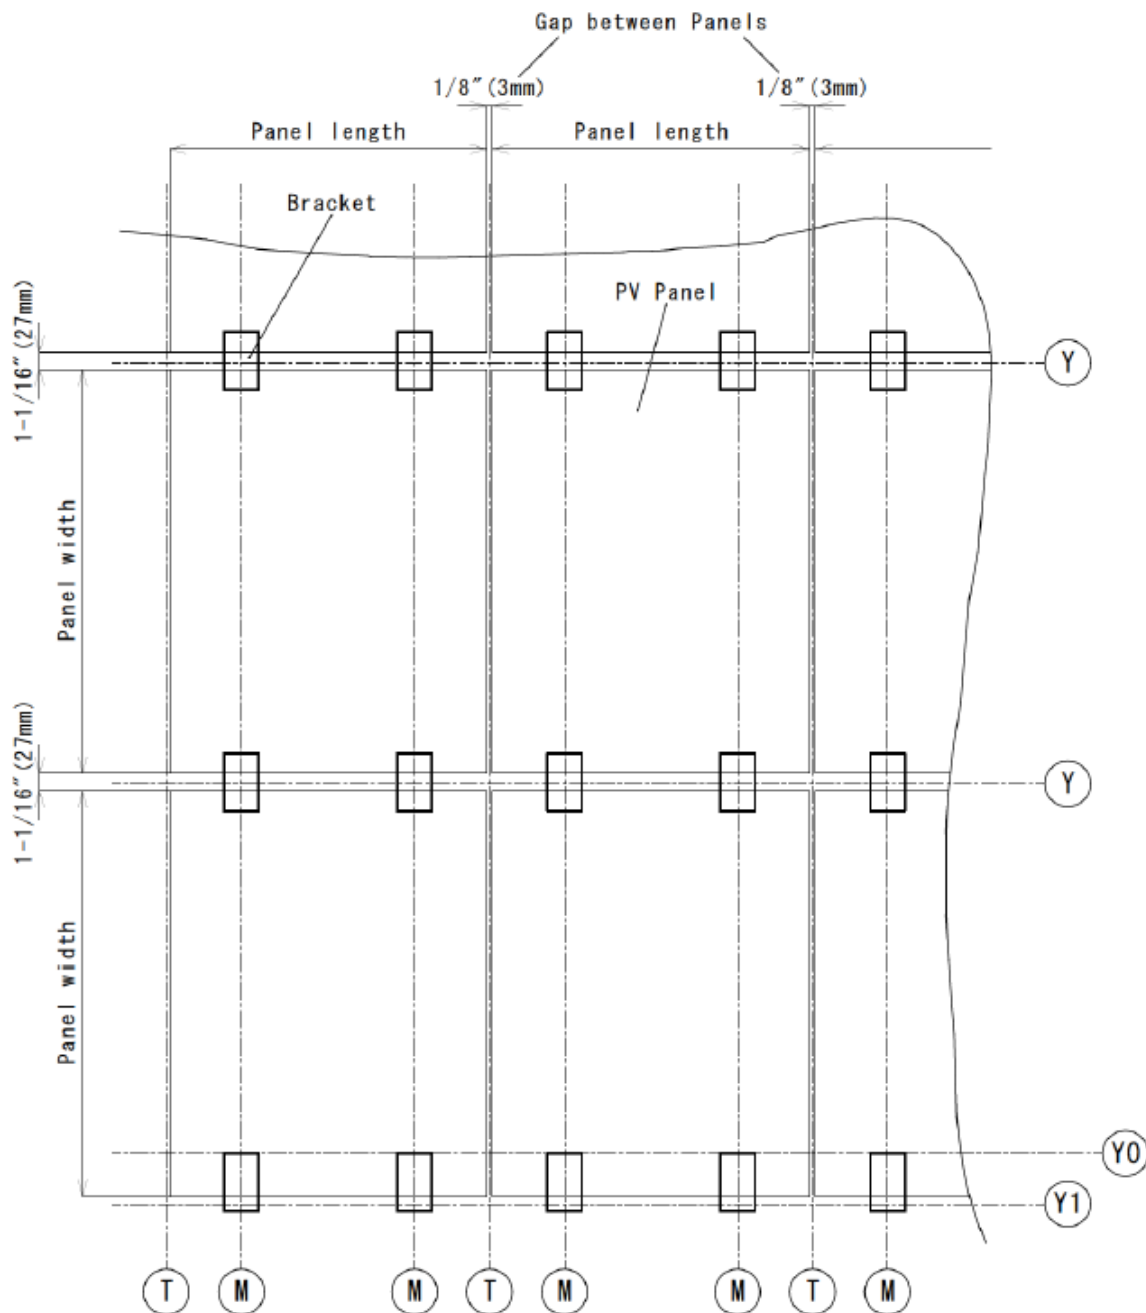 Gap between Panels
1/8"(3mm)
1/8"(3mm)
Panel length
Panel length
Bracket
PV Panel
1-1/16"(27mm)
Y
Panel width
1-1/16"(27mm)
Y
Panel width
Y0
Y1
T
M
M
T
M
M
T
M